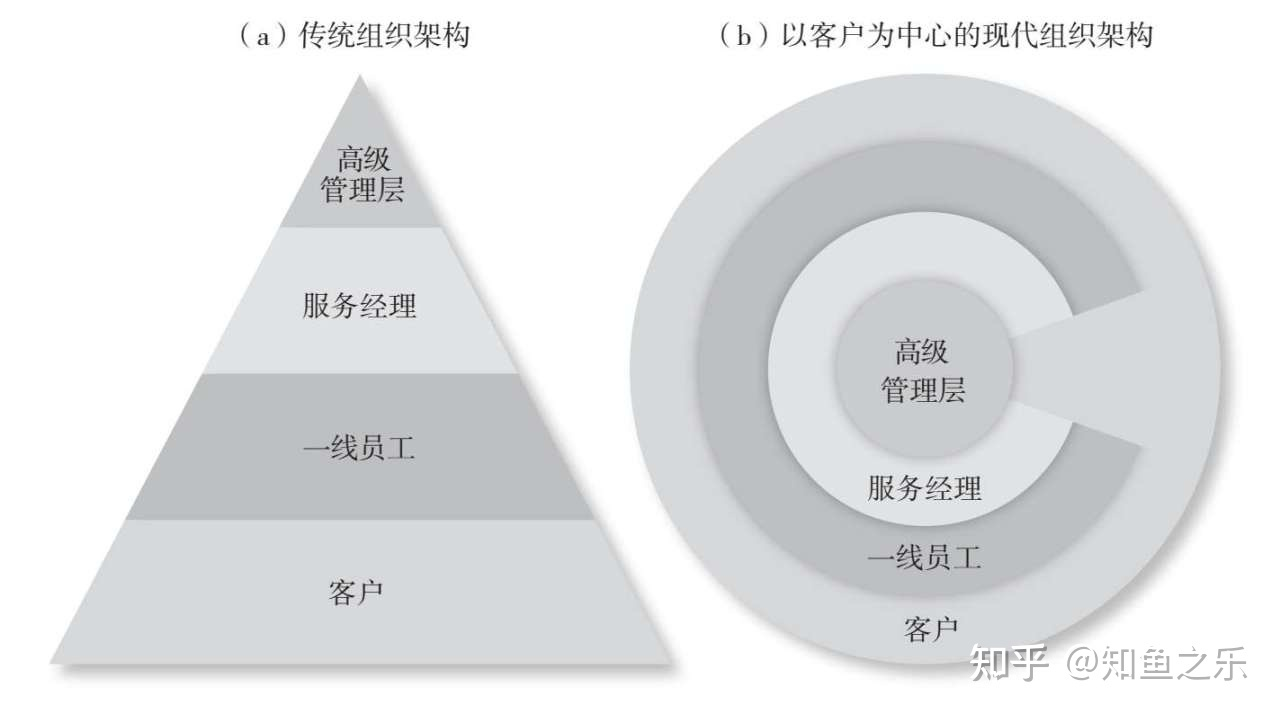 （a）传统组织架构
高级
管理层
服务经理
一线员工
客户
（b）以客户为中心的现代组织架构
高级
管理层
服务经理
一线员工
客户
知乎 @知鱼之乐